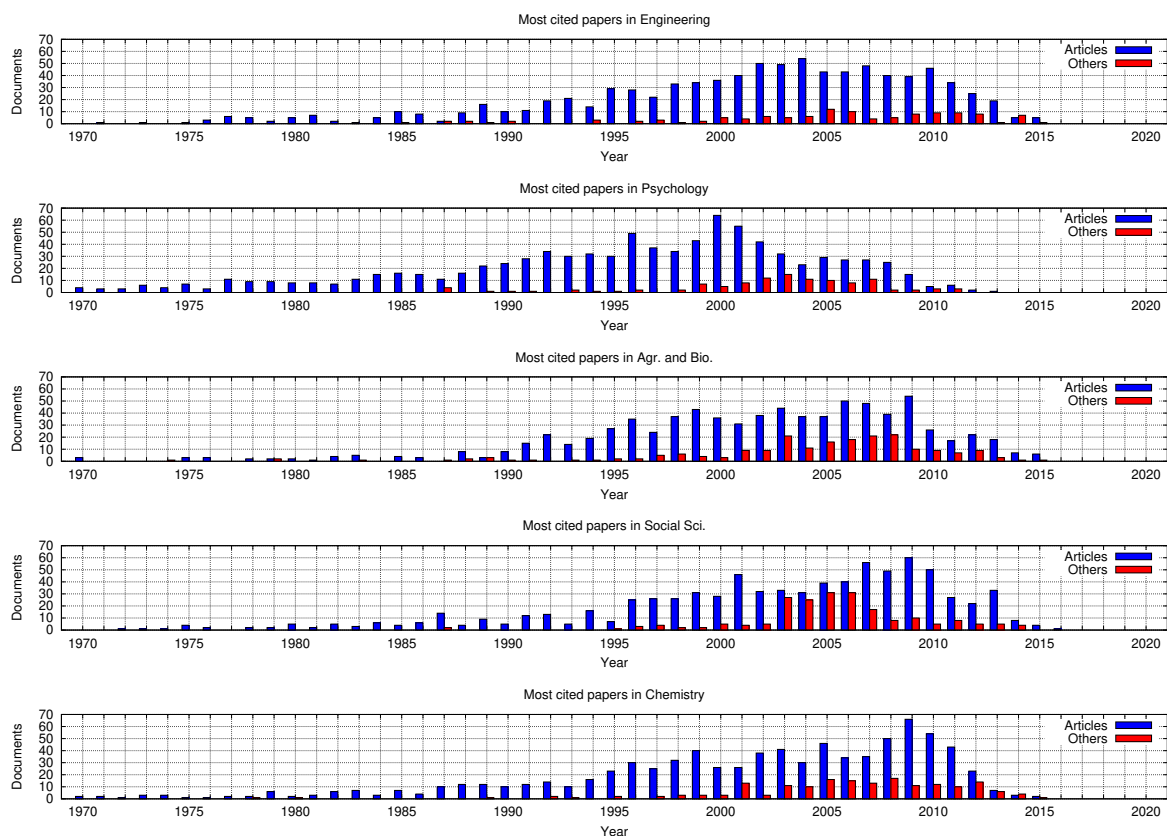 Most cited papers in Engineering
70
60
50
40
30
20
10
0
Documents
Articles
Others
1970 1975 1980 1985 1990 1995 2000 2005 2010 2015 2020
Year
Most cited papers in Psychology
70
60
50
40
30
20
10
0
Documents
Articles
Others
1970 1975 1980 1985 1990 1995 2000 2005 2010 2015 2020
Year
Most cited papers in Agr. and Bio.
70
60
50
40
30
20
10
0
Documents
Articles
Others
1970 1975 1980 1985 1990 1995 2000 2005 2010 2015 2020
Year
Most cited papers in Social Sci.
70
60
50
40
30
20
10
0
Documents
Articles
Others
1970 1975 1980 1985 1990 1995 2000 2005 2010 2015 2020
Year
Most cited papers in Chemistry
70
60
50
40
30
20
10
0
Documents
Articles
Others
1970 1975 1980 1985 1990 1995 2000 2005 2010 2015 2020
Year